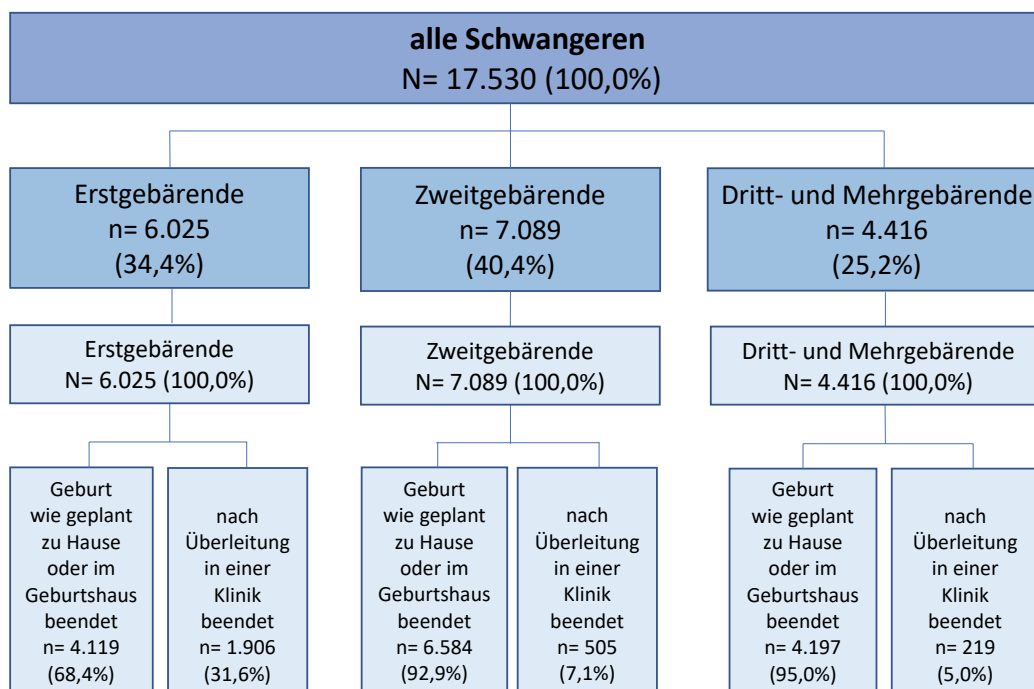 alle Schwangeren
N= 17.530 (100,0%)
Erstgebärende
n= 6.025
(34,4%)
Zweitgebärende
n= 7.089
(40,4%)
Dritt- und Mehrgebärende
n= 4.416
(25,2%)
Erstgebärende
N= 6.025 (100,0%)
Zweitgebärende
N= 7.089 (100,0%)
Dritt- und Mehrgebärende
N= 4.416 (100,0%)
Geburt
wie geplant
zu Hause
oder im
Geburtshaus
beendet
n= 4.119
(68,4%)
nach
Überleitung
in einer
Klinik
beendet
n= 1.906
(31,6%)
Geburt
wie geplant
zu Hause
oder im
Geburtshaus
beendet
n= 6.584
(92,9%)
nach
Überleitung
in einer
Klinik
beendet
n= 505
(7,1%)
Geburt
wie geplant
zu Hause
oder im
Geburtshaus
beendet
n= 4.197
(95,0%)
nach
Überleitung
in einer
Klinik
beendet
n= 219
(5,0%)